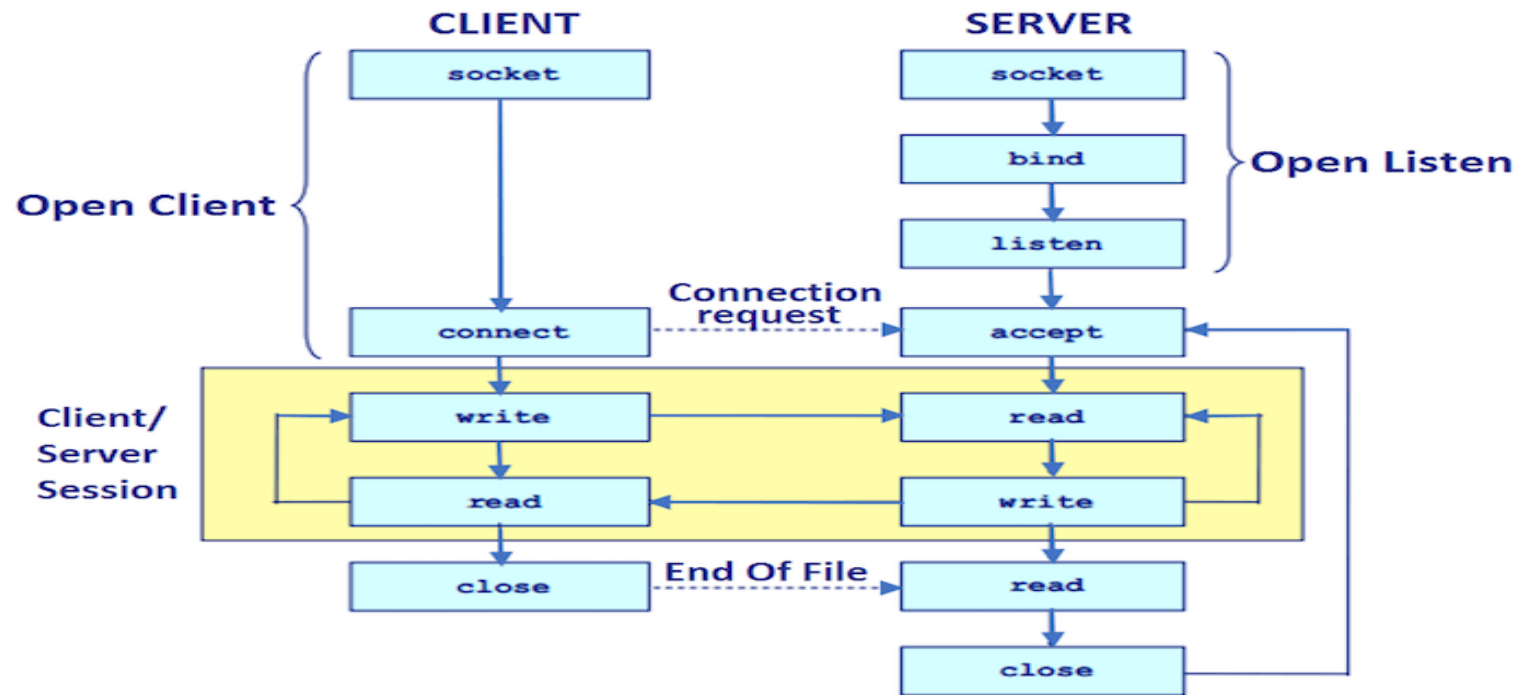 CLIENT
SERVER
socket
socket
bind
Open Client
Open Listen
listen
Connection
request
connect
accept
Client/
Server
Session
write
read
read
write
close
End Of File
read
close